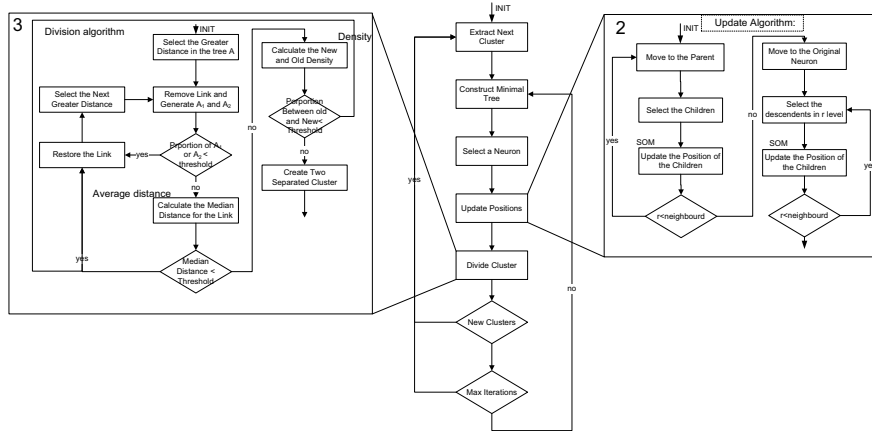 3
Division algorithm
INIT
Select the Greater
Distance in the tree A
Select the Next
Greater Distance
Remove Link and
Generate A₁ and A₂
Restore the Link
yes
Prportion of A₁
or A₂ <
threshold
no
Average distance
Calculate the Median
Distance for the Link
yes
Median
Distance <
Threshold
no
Density
Calculate the New
and Old Density
Porportion
Between old
and New<
Threshold
no
Create Two
Separated Cluster
INIT
Extract Next
Cluster
Construct Minimal
Tree
Select a Neuron
yes
Update Positions
Divide Cluster
no
New Clusters
Max Iterations
2
Update Algorithm:
INIT
Move to the Parent
Select the Children
yes
SOM
Update the Position of
the Children
r<neighbourd
no
Move to the Original
Neuron
Select the
descendents in r level
SOM
Update the Position of
the Children
yes
r<neighbourd